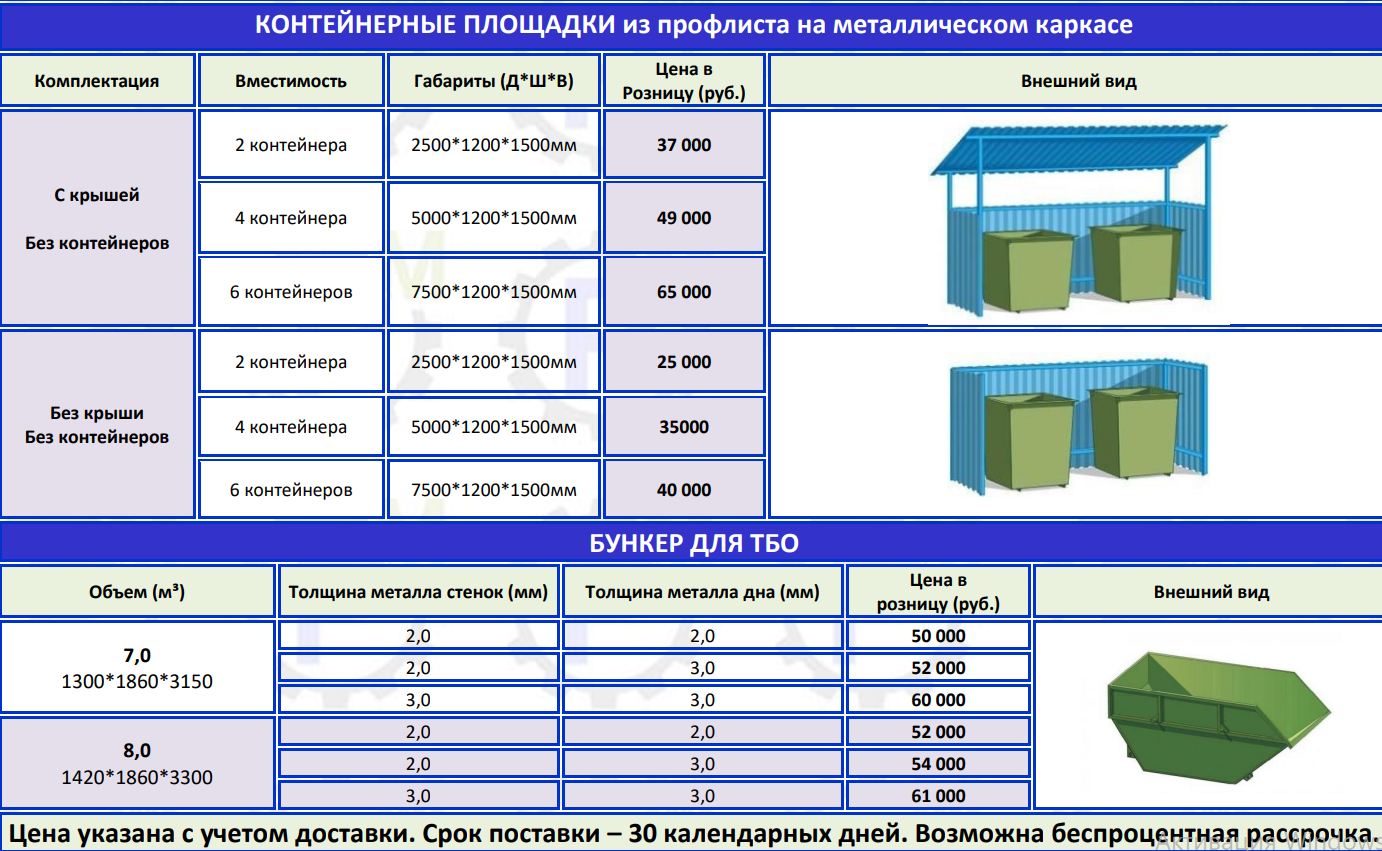 КОНТЕЙНЕРНЫЕ ПЛОЩАДКИ из профлиста на металлическом каркасе
Комплектация
Вместимость
Габариты (Д*Ш*В)
Цена в
Розницу (руб.)
Внешний вид
С крышей
Без контейнеров
2 контейнера
2500*1200*1500мм
37 000
4 контейнера
5000*1200*1500мм
49 000
6 контейнеров
7500*1200*1500мм
65 000
Без крыши
Без контейнеров
2 контейнера
2500*1200*1500мм
25 000
4 контейнера
5000*1200*1500мм
35000
6 контейнеров
7500*1200*1500мм
40 000
БУНКЕР ДЛЯ ТБО
Объем (м³)
Толщина металла стенок (мм)
Толщина металла дна (мм)
Цена в
розницу (руб.)
Внешний вид
7,0
1300*1860*3150
2,0
2,0
50 000
2,0
3,0
52 000
3,0
3,0
60 000
8,0
1420*1860*3300
2,0
2,0
52 000
2,0
3,0
54 000
3,0
3,0
61 000
Цена указана с учетом доставки. Срок поставки – 30 календарных дней. Возможна беспроцентная рассрочка.
Активация Windows